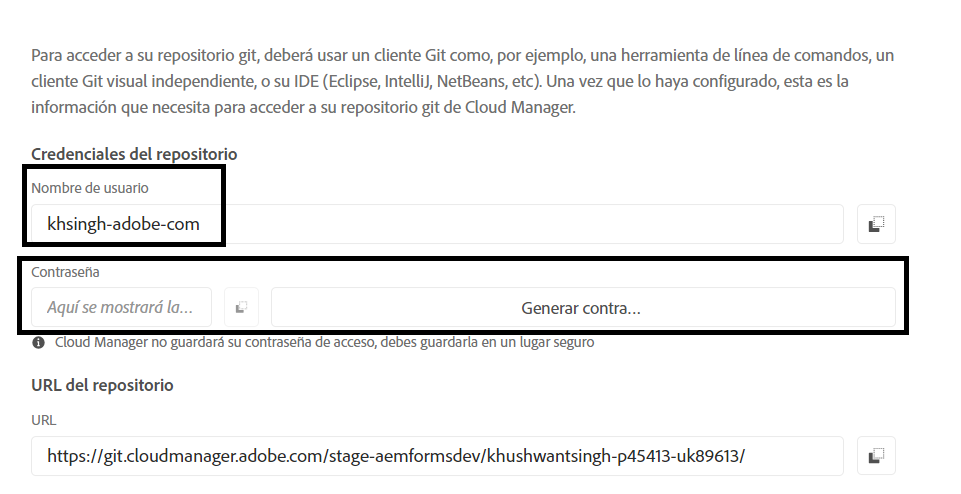 Para acceder a su repositorio git, deberá usar un cliente Git como, por ejemplo, una herramienta de línea de comandos, un
cliente Git visual independiente, o su IDE (Eclipse, IntelliJ, NetBeans, etc). Una vez que lo haya configurado, esta es la
información que necesita para acceder a su repositorio git de Cloud Manager.
Credenciales del repositorio
Nombre de usuario
khsingh-adobe-com
Contraseña
Aquí se mostrará la... Generar contra...
Cloud Manager no guardará su contraseña de acceso, debes guardarla en un lugar seguro
URL del repositorio
URL
https://git.cloudmanager.adobe.com/stage-aemformsdev/khushwantsingh-p45413-uk89613/